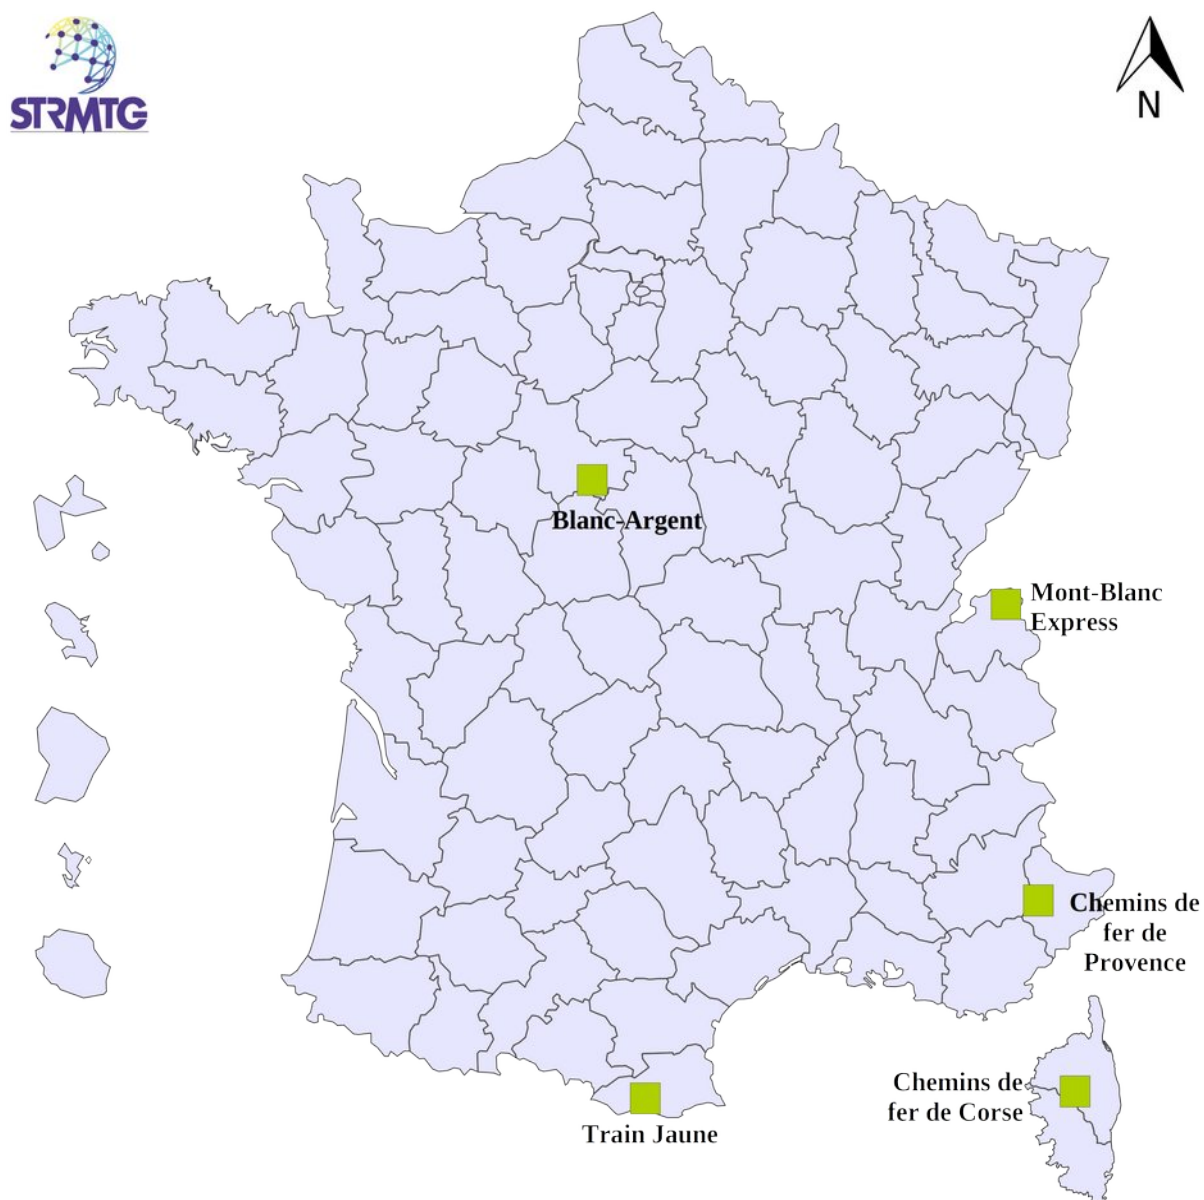 STRMTG
N
Blanc-Argent
Mont-Blanc
Express
Chemins de
fer de
Provence
Chemins de
fer de Corse
Train Jaune